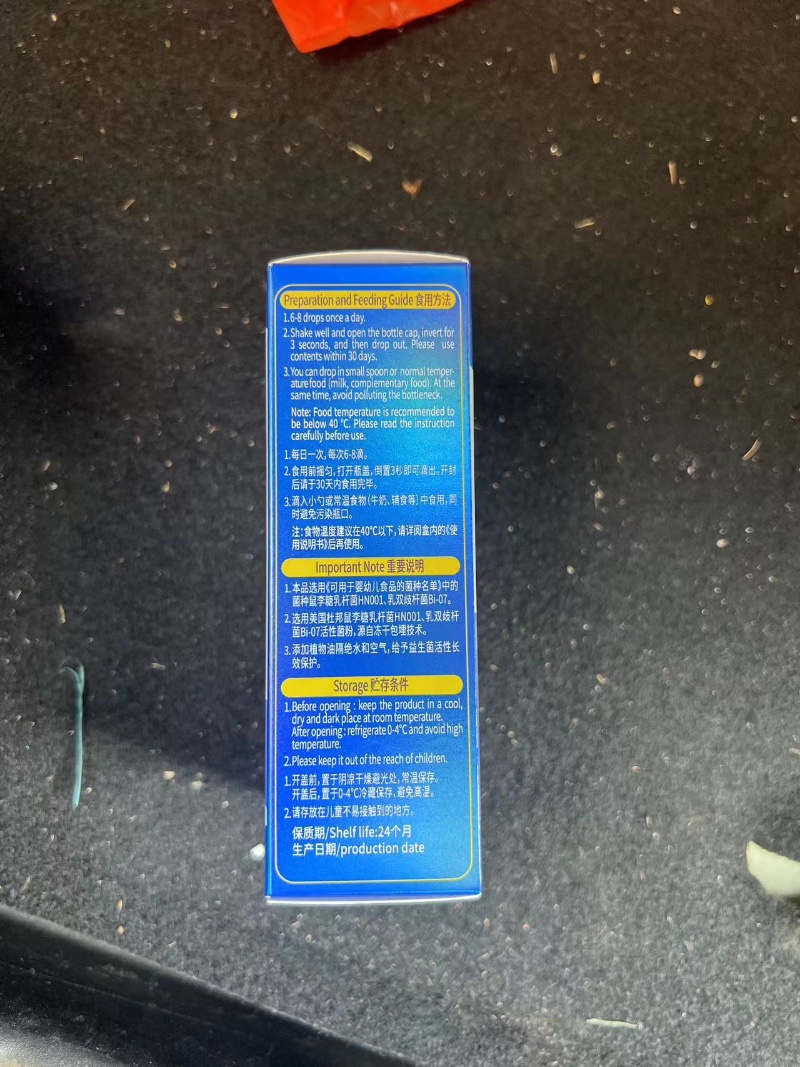 Preparation and Feeding Guide 食用方法
1.6-8 drops once a day.
2.Shake well and open the bottle cap, invert for
3 seconds, and then drop out. Please use
contents within 30 days.
3.You can drop in small spoon or normal temper-
ature food (milk, complementary food). At the
same time, avoid polluting the bottleneck.
Note: Food temperature is recommended to
be below 40 °C. Please read the instruction
carefully before use.
1.每日一次,每次6-8滴。
2.食用前摇匀,打开瓶盖,倒置3秒即可滴出。开封
后请于30天内食用完毕。
3.滴入小勺或常温食物(牛奶、辅食等)中食用,同
时避免污染瓶口。
注:食物温度建议在40°C以下,请详阅盒内的《使
用说明书》后再使用。
Important Note 重要说明
1.本品选用《可用于婴幼儿食品的菌种名单》中的
菌种鼠李糖乳杆菌HN001、乳双歧杆菌Bi-07。
2.选用美国杜邦鼠李糖乳杆菌HN001、乳双歧杆
菌Bi-07活性菌粉,源自冻干包埋技术。
3.添加植物油隔绝水和空气,给予益生菌活性长
效保护。
Storage 贮存条件
1.Before opening : keep the product in a cool,
dry and dark place at room temperature.
After opening : refrigerate 0-4°C and avoid high
temperature.
2.Please keep it out of the reach of children.
1.开盖前,置于阴凉干燥避光处,常温保存。
开盖后,置于0-4°C冷藏保存,避免高温。
2.请存放在儿童不易接触到的地方。
保质期/Shelf life:24个月
生产日期/production date